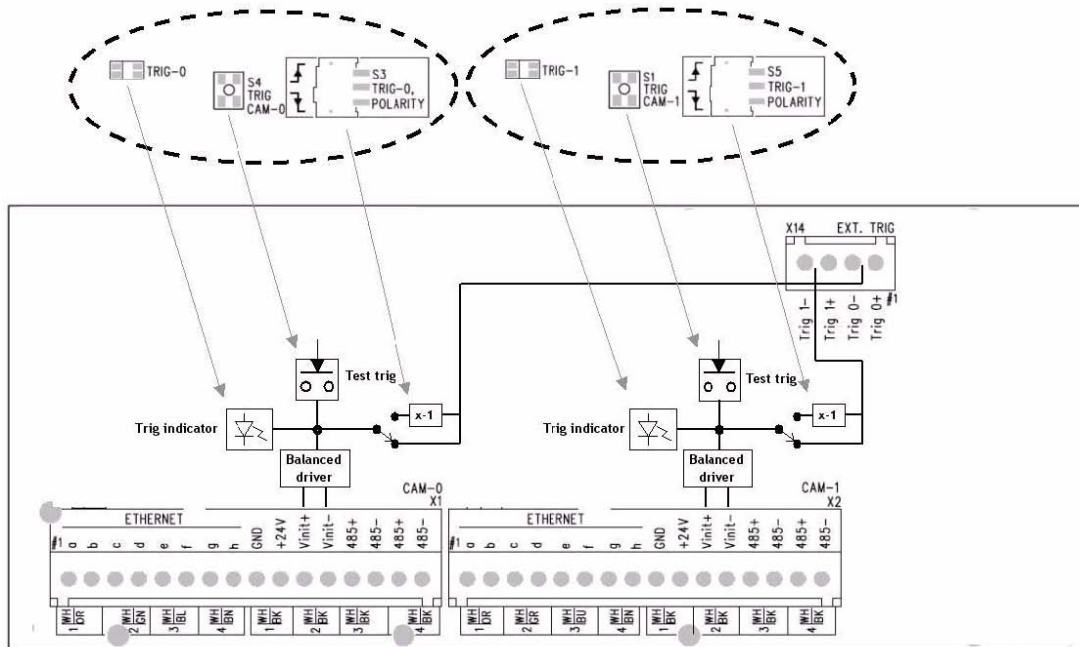 TRIG-0
S4
TRIG
CAM-0
S3
TRIG-0,
POLARITY
TRIG-1
S1
TRIG
CAM-1
S5
TRIG-1
POLARITY
X14 EXT. TRIG
#1
Trig 1-
Trig 1+
Trig 0-
Trig 0+
Test trig
x-1
Trig indicator
Balanced
driver
Test trig
x-1
Trig indicator
Balanced
driver
CAM-0
X1
ETHERNET
#1 a b c d e f g h GND +24V Vinit+ Vinit- 485+ 485- 485+ 485-
WH WH WH WH WH WH WH WH
1 OR 2 GN 3 BL 4 BN 1 BK 2 BK 3 BK 4 BK
CAM-1
X2
ETHERNET
#1 a b c d e f g h GND +24V Vinit+ Vinit- 485+ 485- 485+ 485-
WH WH WH WH WH WH WH WH
1 OR 2 GR 3 BU 4 BN 1 BK 2 BK 3 BK 4 BK